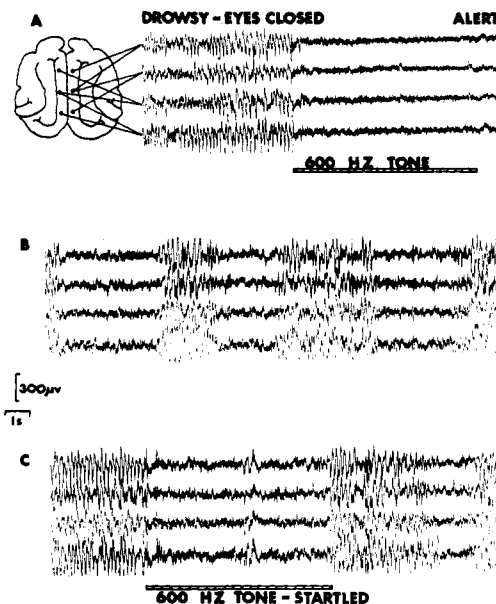 A
DROWSY - EYES CLOSED
ALERT
600 HZ TONE
B
300μv
1s
C
600 HZ TONE - STARTLED